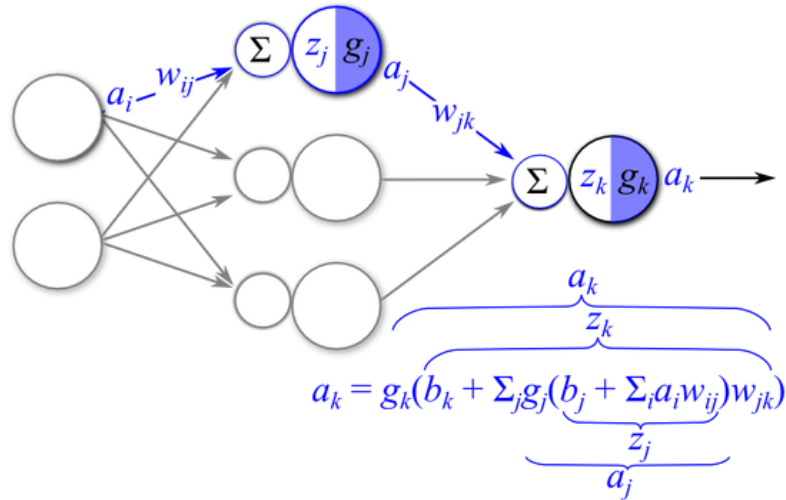 Σ z_j g_j
a_i w_ij a_j
w_jk
Σ z_k g_k a_k
a_k
z_k
a_k = g_k(b_k + Σ_j g_j(b_j + Σ_i a_i w_ij)w_jk)
z_j
a_j